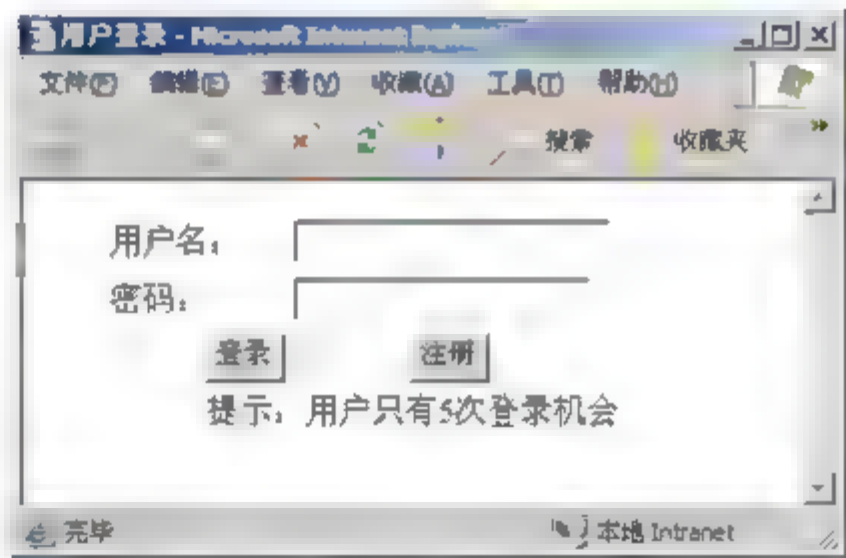 用户登录 - Microsoft Internet
文件(F) 编辑(E) 查看(V) 收藏(A) 工具(T) 帮助(H)
搜索 收藏夹 »
用户名：
密码：
登录 注册
提示：用户只有5次登录机会
完毕 本地 Intranet